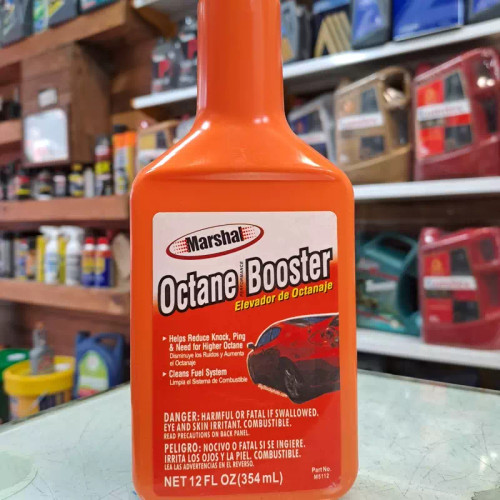 Marshal
Octane Booster
PERFORMANCE
Elevador de Octanaje
Helps Reduce Knock, Ping
& Need for Higher Octane
Disminuye los Ruidos y Aumenta
el Octanaje
Cleans Fuel System
Limpia el Sistema de Combustible
DANGER: HARMFUL OR FATAL IF SWALLOWED.
EYE AND SKIN IRRITANT. COMBUSTIBLE.
READ PRECAUTIONS ON BACK PANEL.
PELIGRO: NOCIVO O FATAL SI SE INGIERE.
IRRITA LOS OJOS Y LA PIEL. COMBUSTIBLE.
LEA LAS ADVERTENCIAS EN EL REVERSO.
NET 12 FL OZ (354 mL)
Part No.
MS112